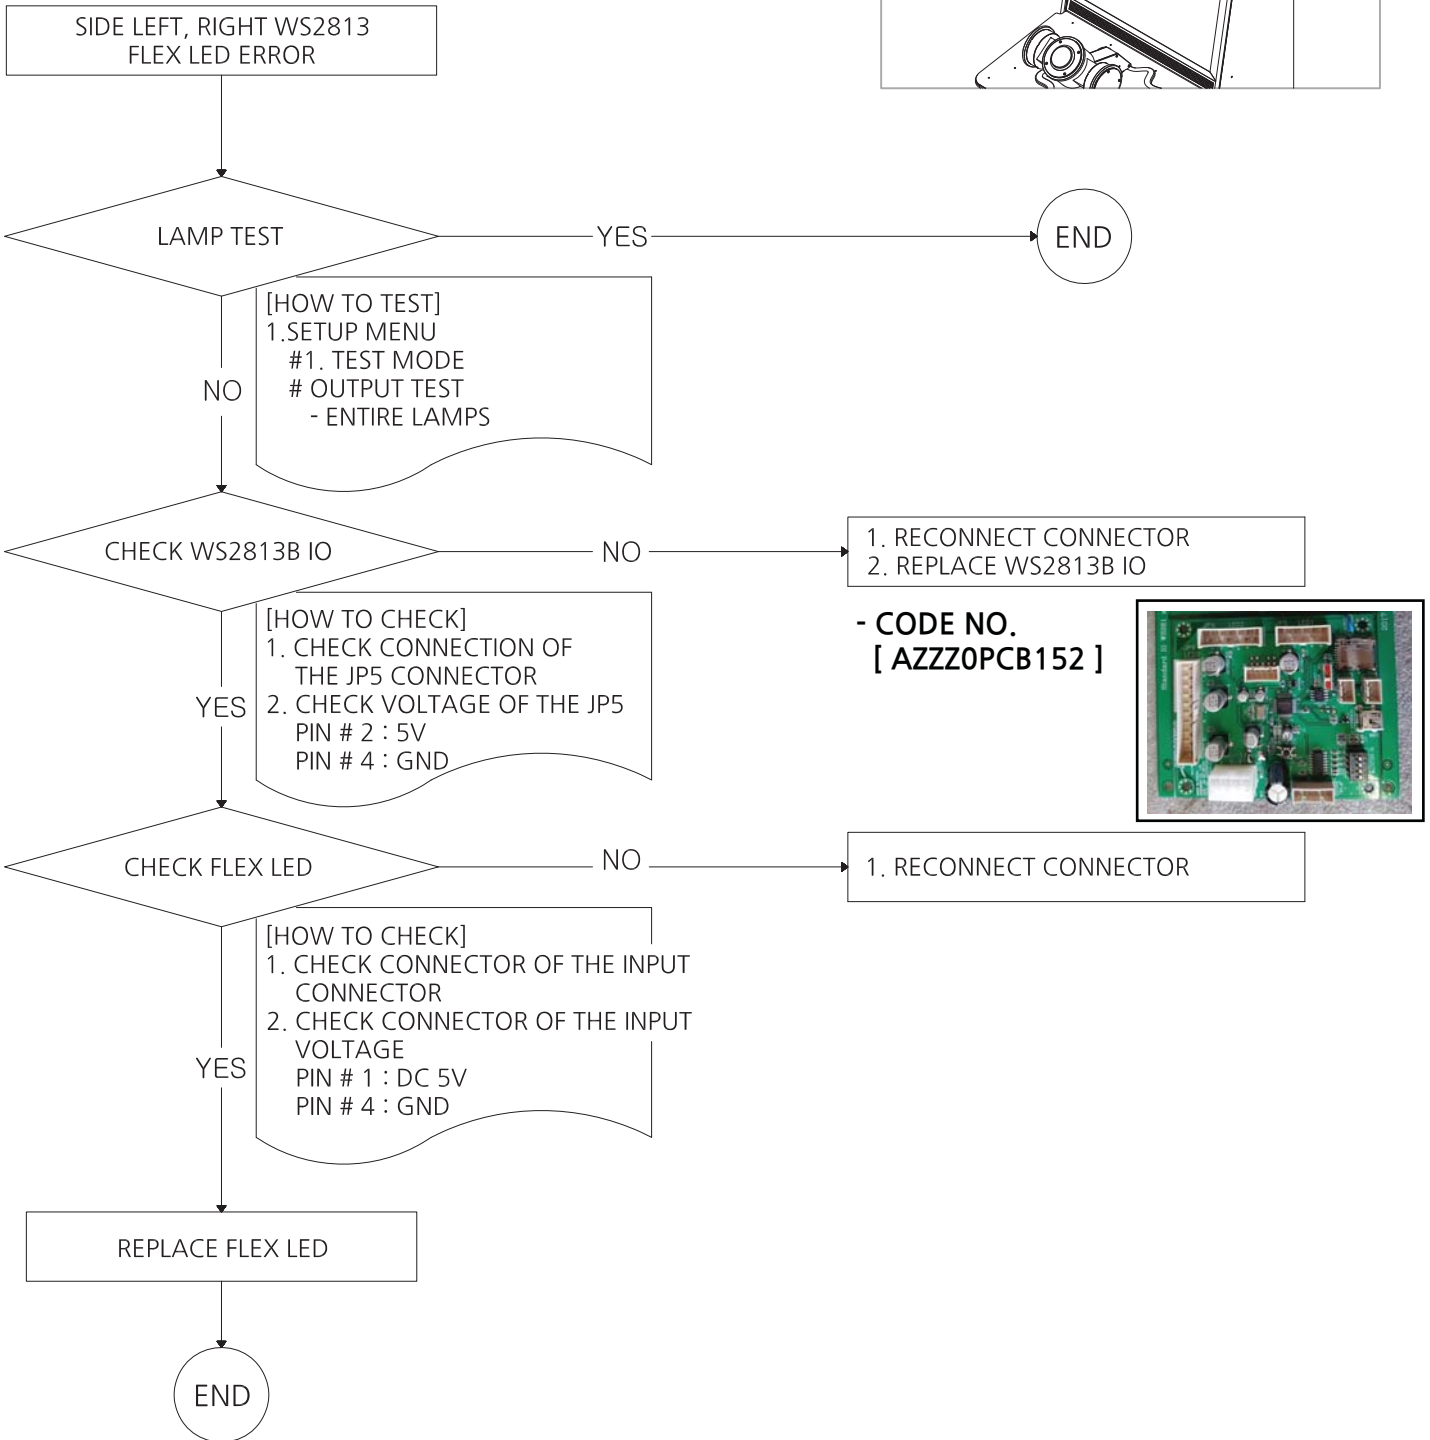 SIDE LEFT, RIGHT WS2813
FLEX LED ERROR
LAMP TEST
YES
END
[HOW TO TEST]
1.SETUP MENU
#1. TEST MODE
# OUTPUT TEST
- ENTIRE LAMPS
NO
CHECK WS2813B IO
NO
1. RECONNECT CONNECTOR
2. REPLACE WS2813B IO
- CODE NO.
[ AZZZ0PCB152 ]
[HOW TO CHECK]
1. CHECK CONNECTION OF
THE JP5 CONNECTOR
2. CHECK VOLTAGE OF THE JP5
PIN # 2 : 5V
PIN # 4 : GND
YES
CHECK FLEX LED
NO
1. RECONNECT CONNECTOR
[HOW TO CHECK]
1. CHECK CONNECTOR OF THE INPUT
CONNECTOR
2. CHECK CONNECTOR OF THE INPUT
VOLTAGE
PIN # 1 : DC 5V
PIN # 4 : GND
YES
REPLACE FLEX LED
END